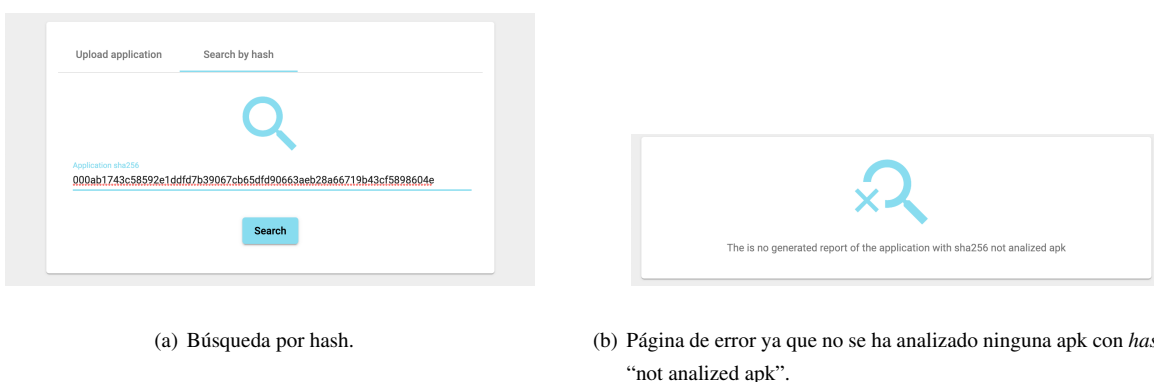 Upload application
Search by hash
Application sha256
000ab1743c58592e1ddfd7b39067cb65dfd90663aeb28a66719b43cf5898604e
Search
(a) Búsqueda por hash.
The is no generated report of the application with sha256 not analized apk
(b) Página de error ya que no se ha analizado ninguna apk con
“not analized apk”.